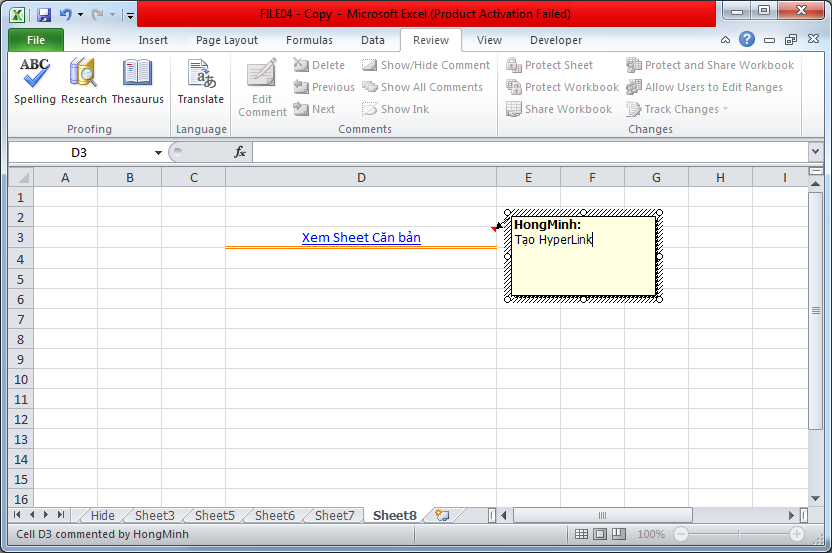 FILE04 - Copy - Microsoft Excel (Product Activation Failed)
File Home Insert Page Layout Formulas Data Review View Developer
ABC
Spelling Research Thesaurus
Proofing
Translate
Language
Edit Comment
Delete
Previous
Next
Show/Hide Comment
Show All Comments
Show Ink
Comments
Protect Sheet
Protect Workbook
Share Workbook
Protect and Share Workbook
Allow Users to Edit Ranges
Track Changes
Changes
D3 fx
A B C D E F G H I
1
2
3 Xem Sheet Căn bản
HongMinh:
Tạo HyperLink
4
5
6
7
8
9
10
11
12
13
14
15
16
Hide Sheet3 Sheet5 Sheet6 Sheet7 Sheet8
Cell D3 commented by HongMinh 100%